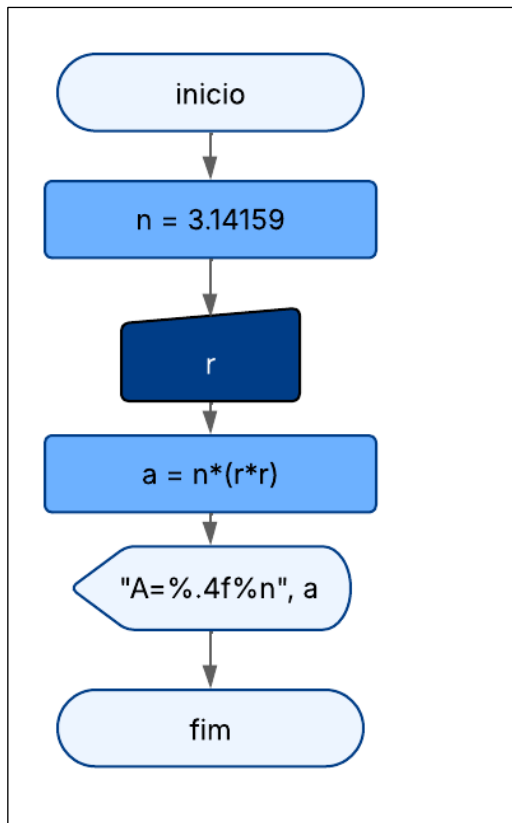 inicio
n = 3.14159
r
a = n*(r*r)
"A=%.4f%n", a
fim